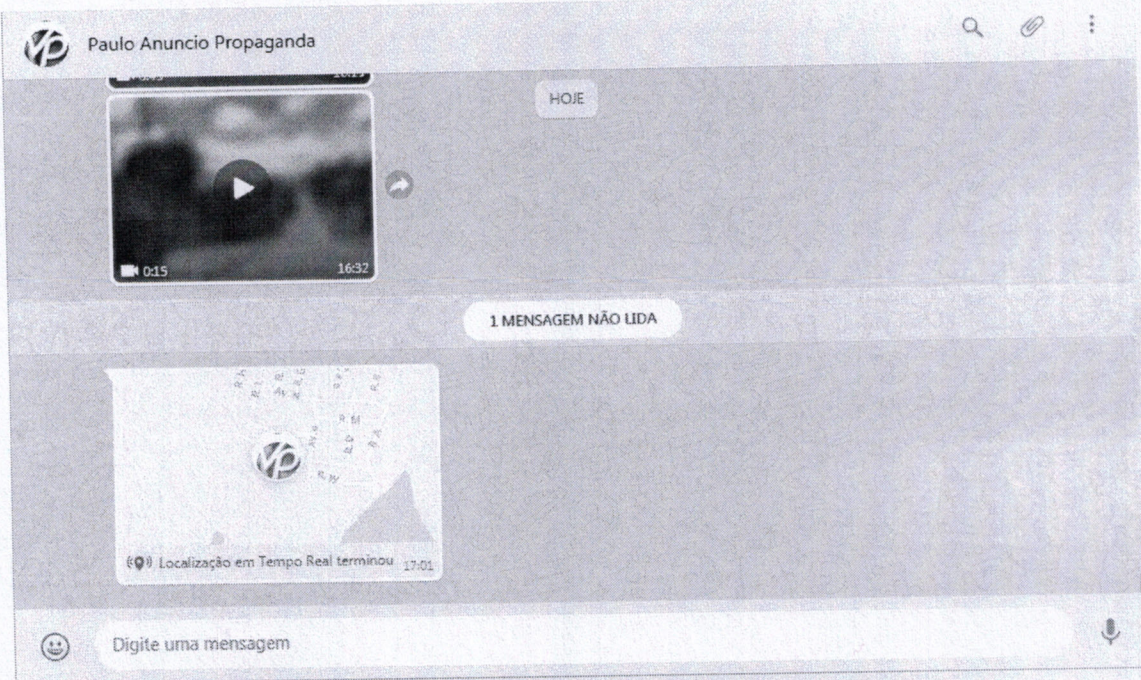 Paulo Anuncio Propaganda
HOJE
0:15
16:32
1 MENSAGEM NÃO LIDA
Localização em Tempo Real terminou
17:01
Digite uma mensagem